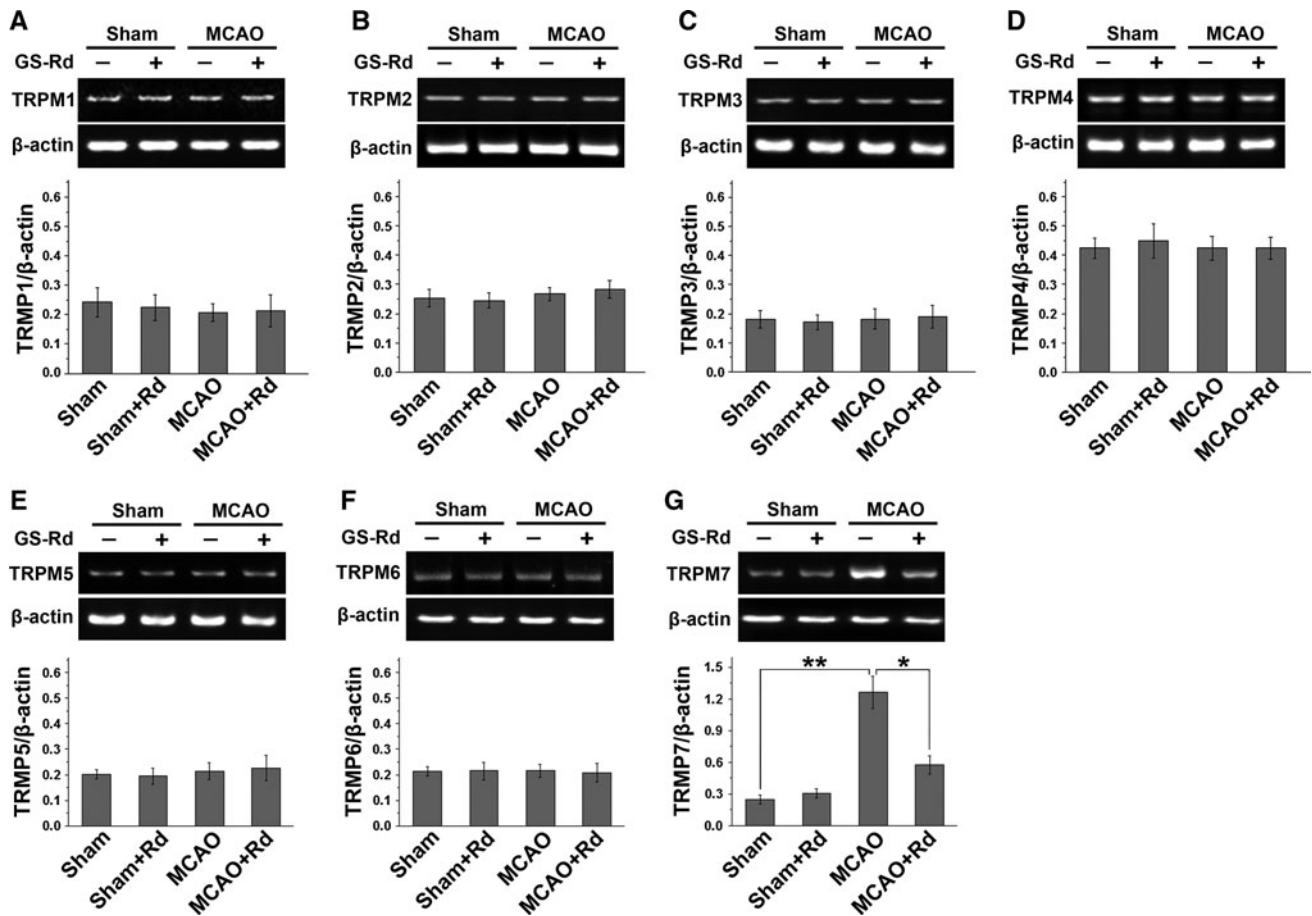 A
Sham MCAO
GS-Rd − + − +
TRPM1
β-actin
TRMP1/β-actin
0.6
0.5
0.4
0.3
0.2
0.1
0.0
Sham
Sham+Rd
MCAO
MCAO+Rd
B
Sham MCAO
GS-Rd − + − +
TRPM2
β-actin
TRMP2/β-actin
0.6
0.5
0.4
0.3
0.2
0.1
0.0
Sham
Sham+Rd
MCAO
MCAO+Rd
C
Sham MCAO
GS-Rd − + − +
TRPM3
β-actin
TRMP3/β-actin
0.6
0.5
0.4
0.3
0.2
0.1
0.0
Sham
Sham+Rd
MCAO
MCAO+Rd
D
Sham MCAO
GS-Rd − + − +
TRPM4
β-actin
TRMP4/β-actin
0.6
0.5
0.4
0.3
0.2
0.1
0.0
Sham
Sham+Rd
MCAO
MCAO+Rd
E
Sham MCAO
GS-Rd − + − +
TRPM5
β-actin
TRMP5/β-actin
0.6
0.5
0.4
0.3
0.2
0.1
0.0
Sham
Sham+Rd
MCAO
MCAO+Rd
F
Sham MCAO
GS-Rd − + − +
TRPM6
β-actin
TRMP6/β-actin
0.6
0.5
0.4
0.3
0.2
0.1
0.0
Sham
Sham+Rd
MCAO
MCAO+Rd
G
Sham MCAO
GS-Rd − + − +
TRPM7
β-actin
TRMP7/β-actin
1.5
1.2
0.9
0.6
0.3
0.0
** *
Sham
Sham+Rd
MCAO
MCAO+Rd